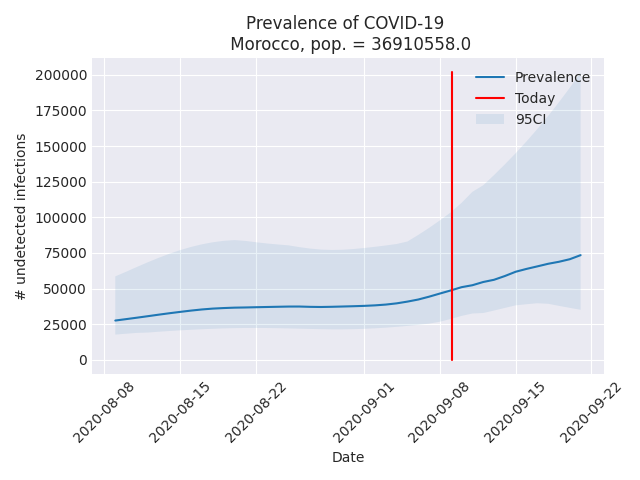 Prevalence of COVID-19
Morocco, pop. = 36910558.0
Prevalence
Today
95CI
# undetected infections
200000
175000
150000
125000
100000
75000
50000
25000
0
2020-08-08
2020-08-15
2020-08-22
2020-09-01
2020-09-08
2020-09-15
2020-09-22
Date